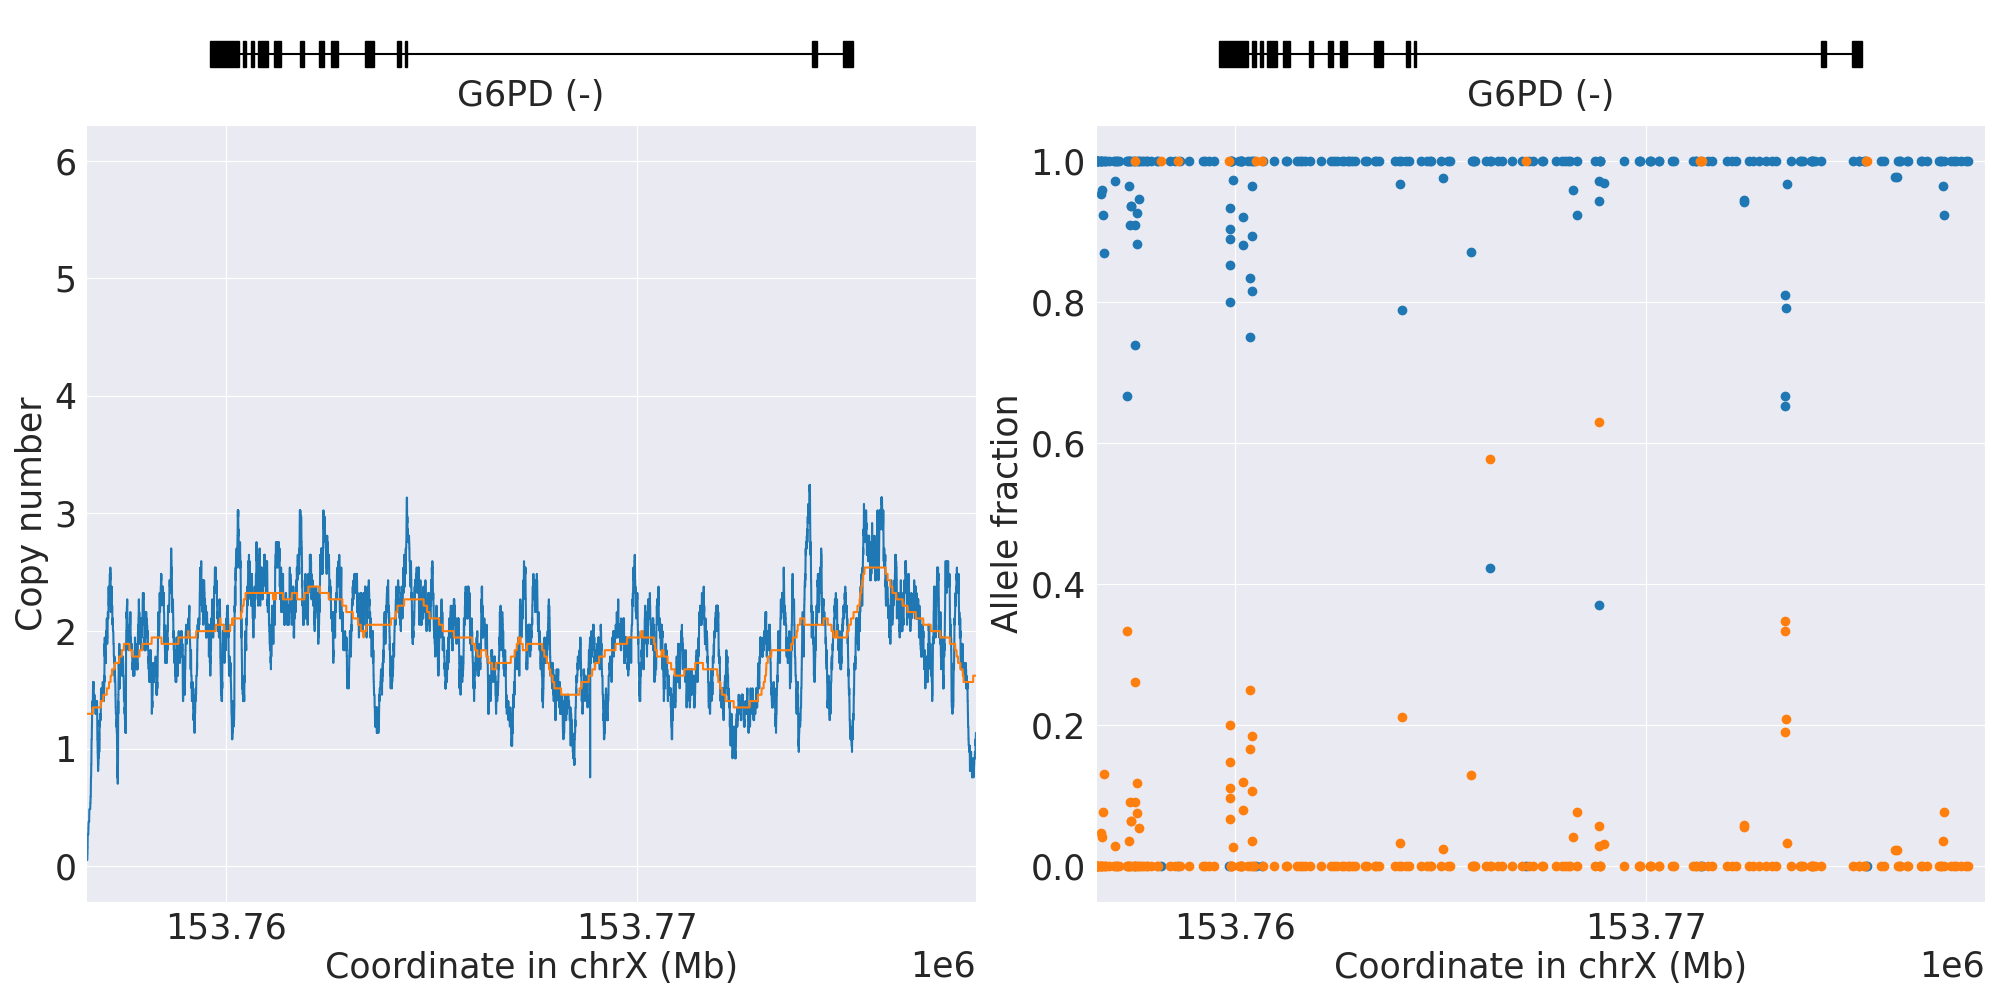 G6PD (-)
G6PD (-)
Copy number
6
5
4
3
2
1
0
153.76
153.77
Coordinate in chrX (Mb)
1e6
Allele fraction
1.0
0.8
0.6
0.4
0.2
0.0
153.76
153.77
Coordinate in chrX (Mb)
1e6